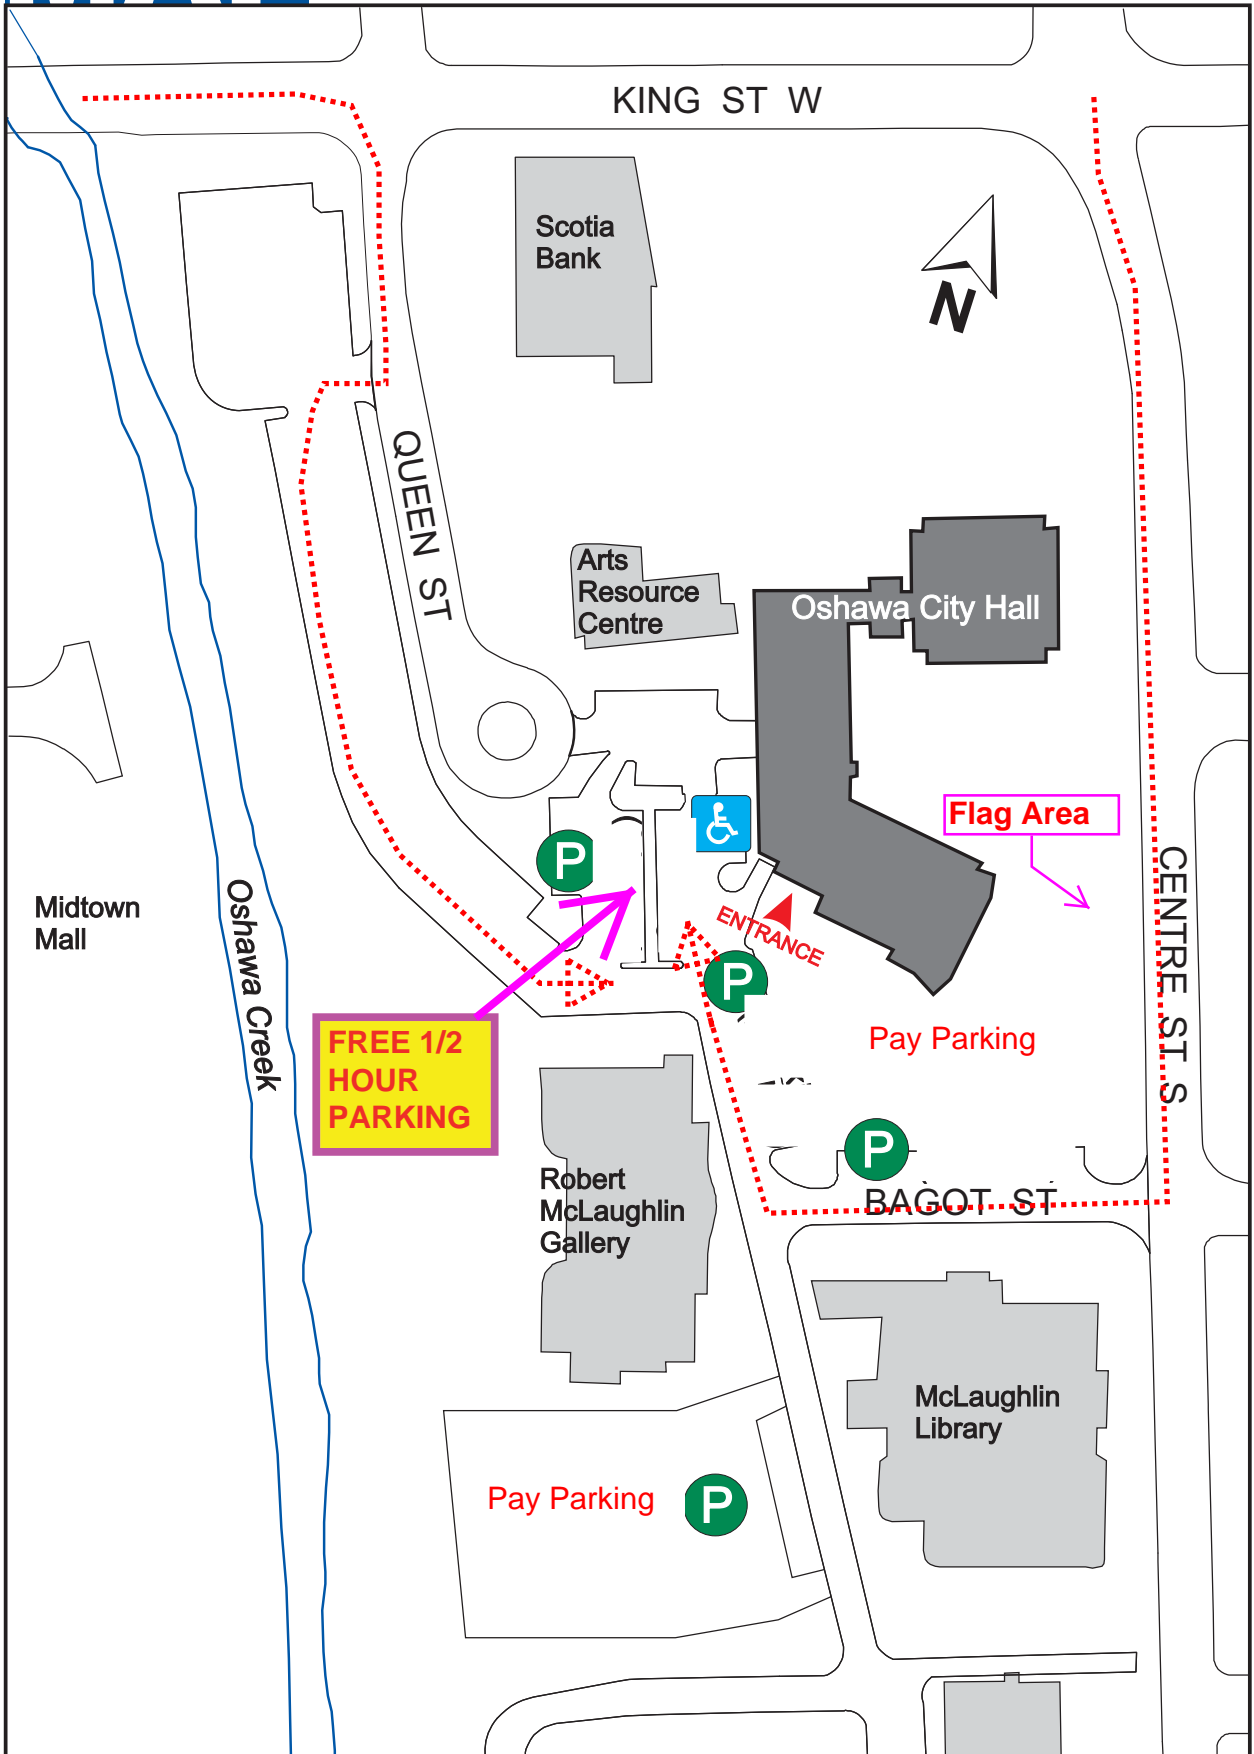 KING ST W
Scotia
Bank
N
QUEEN ST
Arts
Resource
Centre
Oshawa City Hall
Flag Area
P
ENTRANCE
Midtown
Mall
Oshawa Creek
CENTRE ST S
P
Pay Parking
FREE 1/2
HOUR
PARKING
P
BAGOT ST
Robert
McLaughlin
Gallery
McLaughlin
Library
Pay Parking
P